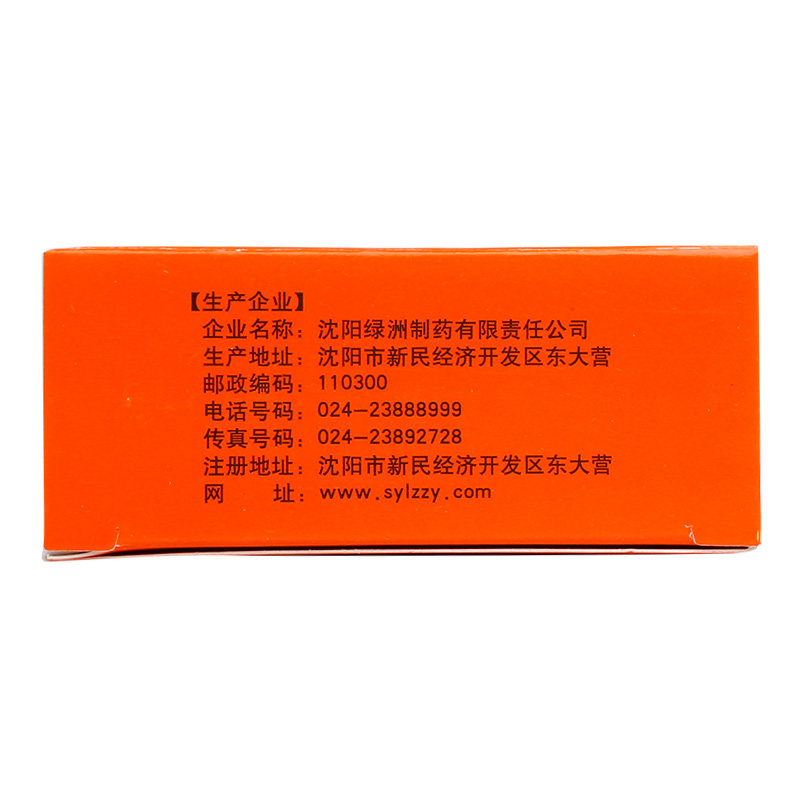 【生产企业】
企业名称：沈阳绿洲制药有限责任公司
生产地址：沈阳市新民经济开发区东大营
邮政编码：110300
电话号码：024-23888999
传真号码：024-23892728
注册地址：沈阳市新民经济开发区东大营
网　　址：www.sylzzy.com